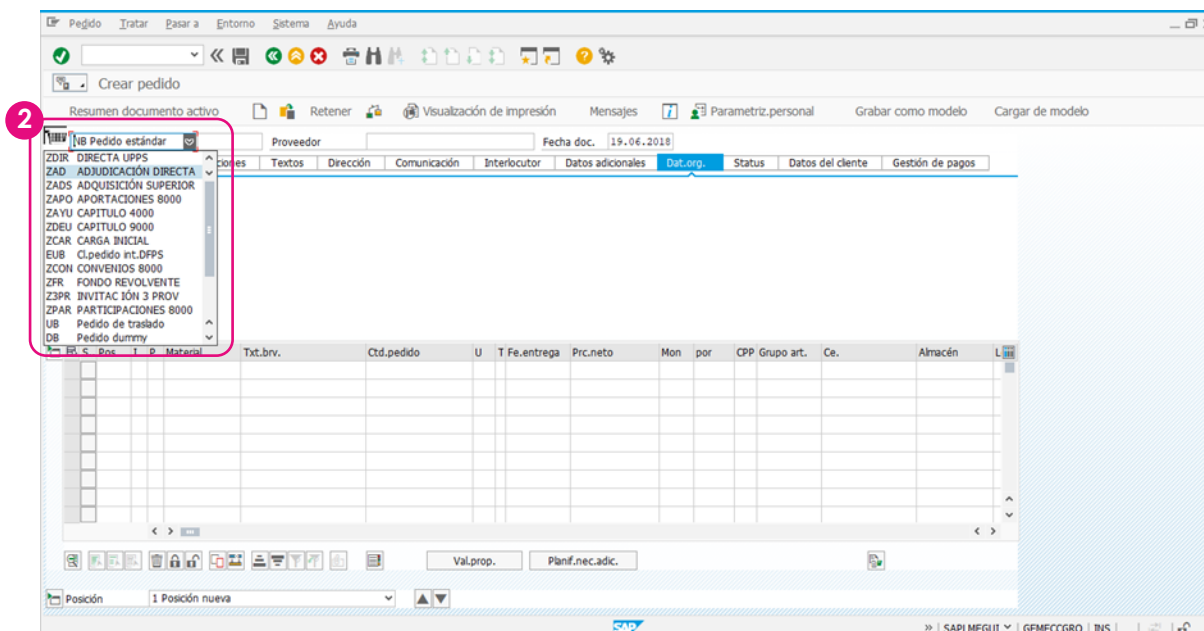 Pedido Tratar Pasar a Entorno Sistema Ayuda
Crear pedido
Resumen documento activo Retener Visualización de impresión Mensajes Parametriz.personal Grabar como modelo Cargar de modelo
2
NB Pedido estándar Proveedor Fecha doc. 19.06.2018
ciones Textos Dirección Comunicación Interlocutor Datos adicionales Dat.org. Status Datos del cliente Gestión de pagos
ZDIR DIRECTA UPPS
ZAD ADJUDICACIÓN DIRECTA
ZADS ADQUISICIÓN SUPERIOR
ZAPO APORTACIONES 8000
ZAYU CAPITULO 4000
ZDEU CAPITULO 9000
ZCAR CARGA INICIAL
EUB Cl.pedido int.DFPS
ZCON CONVENIOS 8000
ZFR FONDO REVOLVENTE
Z3PR INVITAC IÓN 3 PROV
ZPAR PARTICIPACIONES 8000
UB Pedido de traslado
DB Pedido dummy
S Pos I P Material Txt.brv. Ctd.pedido U T Fe.entrega Prc.neto Mon por CPP Grupo art. Ce. Almacén L
Val.prop. Planif.nec.adic.
Posición 1 Posición nueva
SAP » SAPLMEGUI GEMECCGRO INS